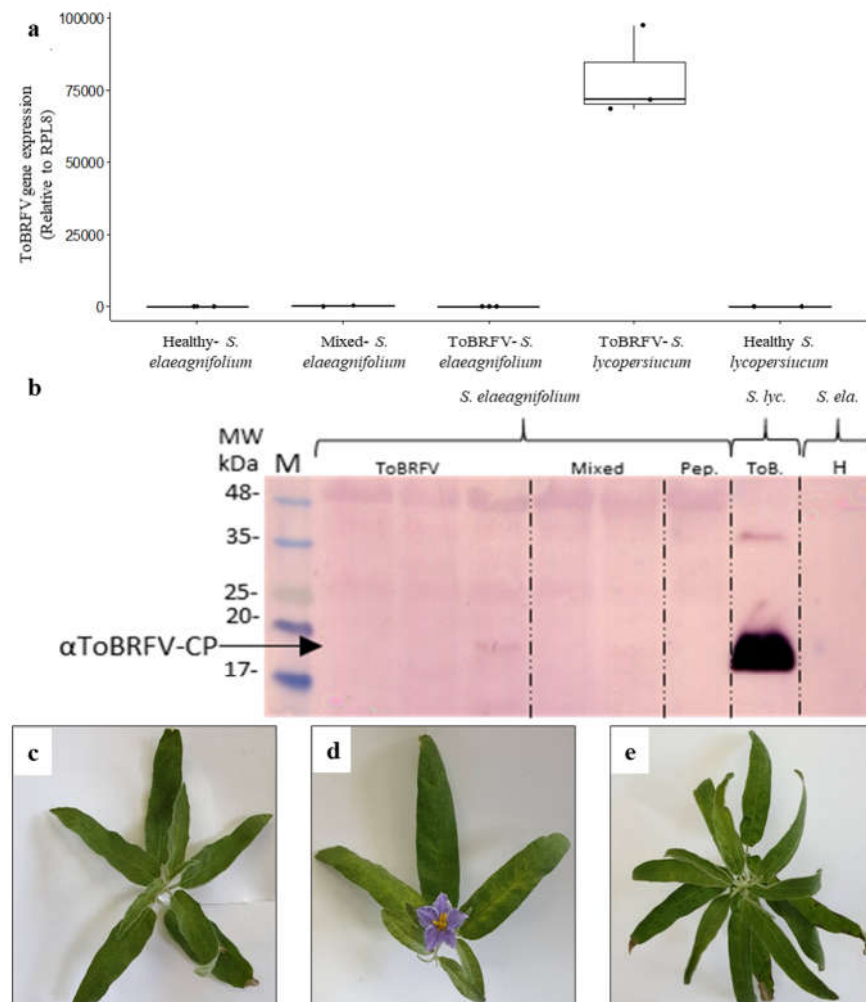 a
ToBRFV gene expression
(Relative to RPL8)
100000
75000
50000
25000
0
Healthy- S.
elaeagnifolium
Mixed- S.
elaeagnifolium
ToBRFV- S.
elaeagnifolium
ToBRFV- S.
lycopersiucum
Healthy S.
lycopersiucum
b
S. elaeagnifolium
S. lyc.
S. ela.
MW
kDa
M
ToBRFV
Mixed
Pep.
ToB.
H
48-
35-
25-
20-
αToBRFV-CP
17-
c
d
e